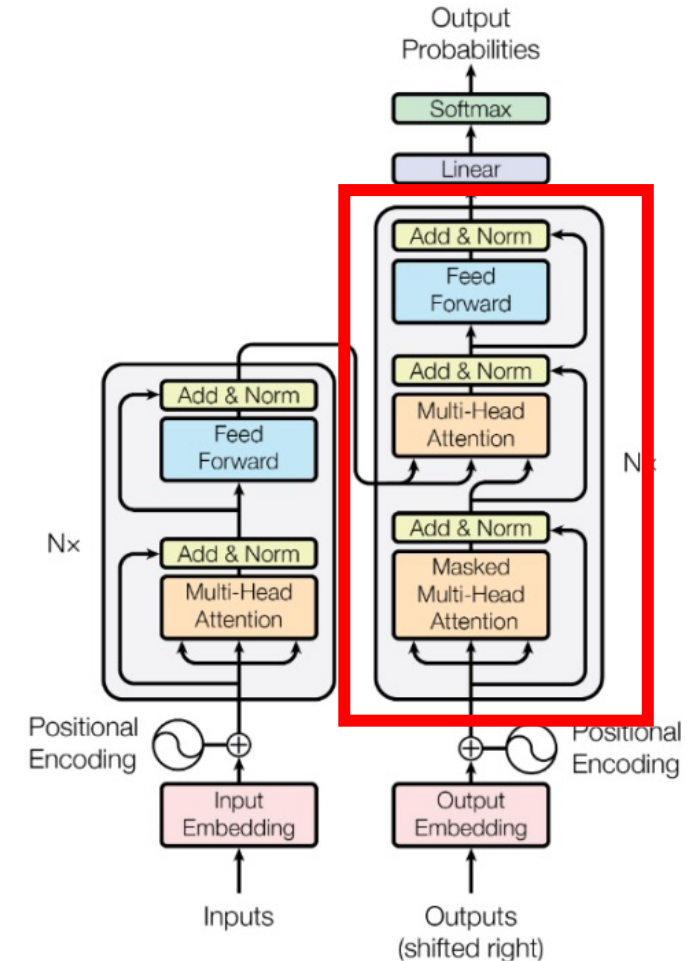 Output
Probabilities
Softmax
Linear
Add & Norm
Feed
Forward
Add & Norm
Multi-Head
Attention
Add & Norm
Masked
Multi-Head
Attention
Add & Norm
Feed
Forward
Add & Norm
Multi-Head
Attention
N×
Positional
Encoding
Positional
Encoding
Input
Embedding
Output
Embedding
Inputs
Outputs
(shifted right)